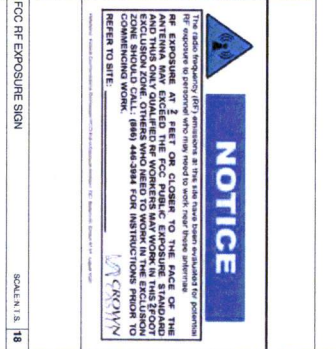 NOTICE
The radio frequency (RF) emissions at this site have been evaluated for potential
RF exposure to personnel who may need to work near these antennae.
RF EXPOSURE AT 2 FEET OR CLOSER TO THE FACE OF THE
ANTENNA MAY EXCEED THE FCC PUBLIC EXPOSURE STANDARD
AND THUS ONLY QUALIFIED RF WORKERS MAY WORK IN THIS 2 FOOT
EXCLUSION ZONE. OTHERS WHO NEED TO WORK IN THE EXCLUSION
ZONE SHOULD CALL: (866) 446-3984 FOR INSTRUCTIONS PRIOR TO
COMMENCING WORK.
REFER TO SITE:
CROWN
FCC RF EXPOSURE SIGN
SCALE: N.T.S.
18